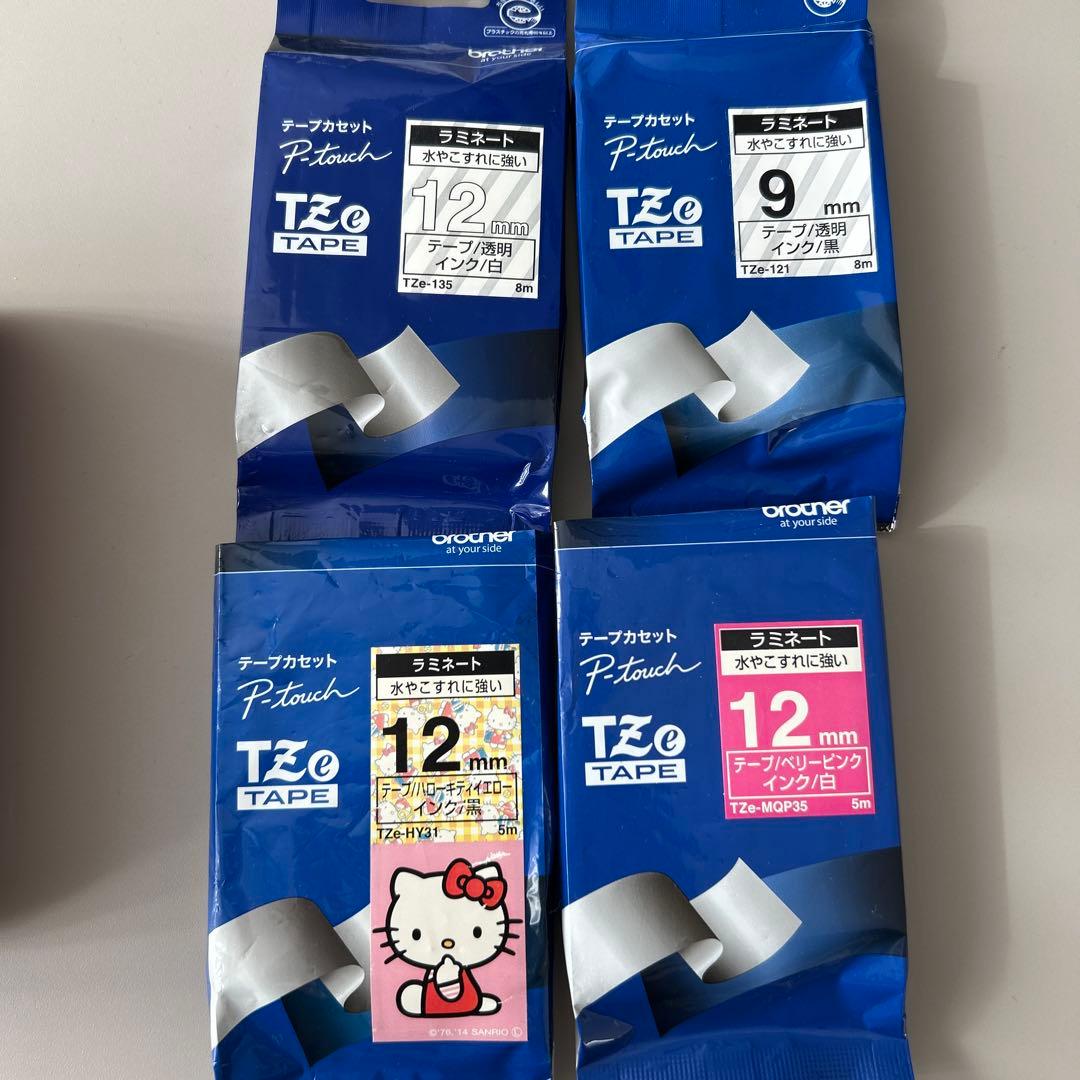 brother
at your side
テープカセット
P-touch
TZe
TAPE
ラミネート
水やこすれに強い
12mm
テープ/透明
インク/白
TZe-135 8m
テープカセット
P-touch
TZe
TAPE
ラミネート
水やこすれに強い
9mm
テープ/透明
インク/黒
TZe-121 8m
brother
at your side
テープカセット
P-touch
TZe
TAPE
ラミネート
水やこすれに強い
12mm
テープ/ハローキティイエロー
インク/黒
TZe-HY31 5m
©'76,'14 SANRIO Ⓛ
brother
at your side
テープカセット
P-touch
TZe
TAPE
ラミネート
水やこすれに強い
12mm
テープ/ベリーピンク
インク/白
TZe-MQP35 5m